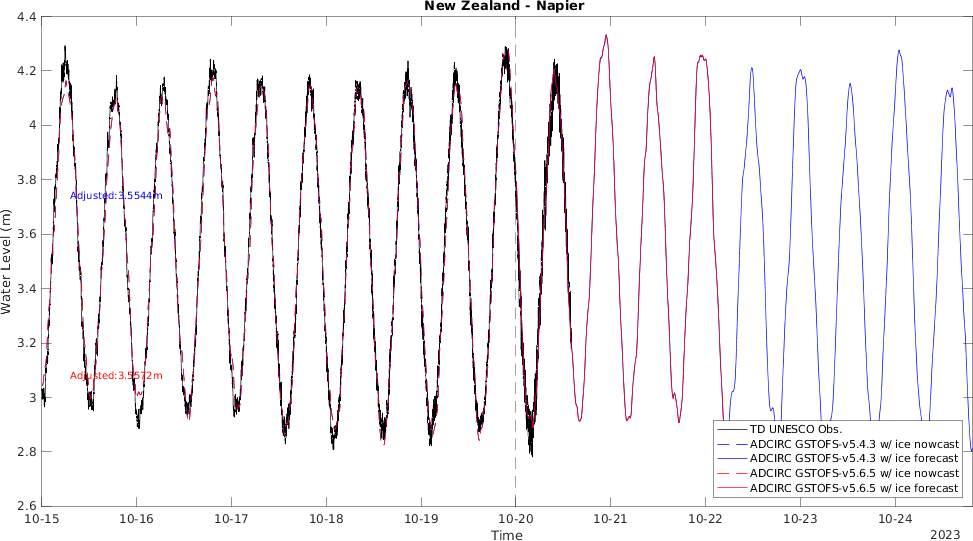 New Zealand - Napier
4.4
4.2
4
3.8
3.6
3.4
3.2
3
2.8
2.6
Water Level (m)
Adjusted:3.5544m
Adjusted:3.5572m
TD UNESCO Obs.
ADCIRC GSTOFS-v5.4.3 w/ ice nowcast
ADCIRC GSTOFS-v5.4.3 w/ ice forecast
ADCIRC GSTOFS-v5.6.5 w/ ice nowcast
ADCIRC GSTOFS-v5.6.5 w/ ice forecast
10-15 10-16 10-17 10-18 10-19 10-20 10-21 10-22 10-23 10-24
Time
2023